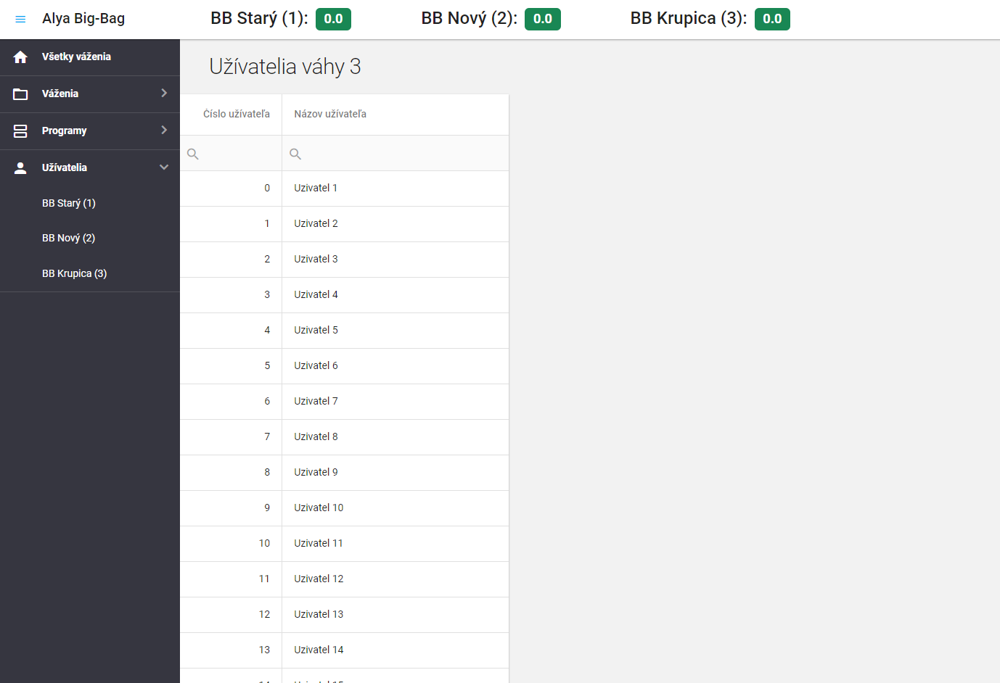 Alya Big-Bag
BB Starý (1): 0.0
BB Nový (2): 0.0
BB Krupica (3): 0.0
Všetky váženia
Váženia
Programy
Užívatelia
BB Starý (1)
BB Nový (2)
BB Krupica (3)
Užívatelia váhy 3
Číslo užívateľa Názov užívateľa
0 Uzivatel 1
1 Uzivatel 2
2 Uzivatel 3
3 Uzivatel 4
4 Uzivatel 5
5 Uzivatel 6
6 Uzivatel 7
7 Uzivatel 8
8 Uzivatel 9
9 Uzivatel 10
10 Uzivatel 11
11 Uzivatel 12
12 Uzivatel 13
13 Uzivatel 14